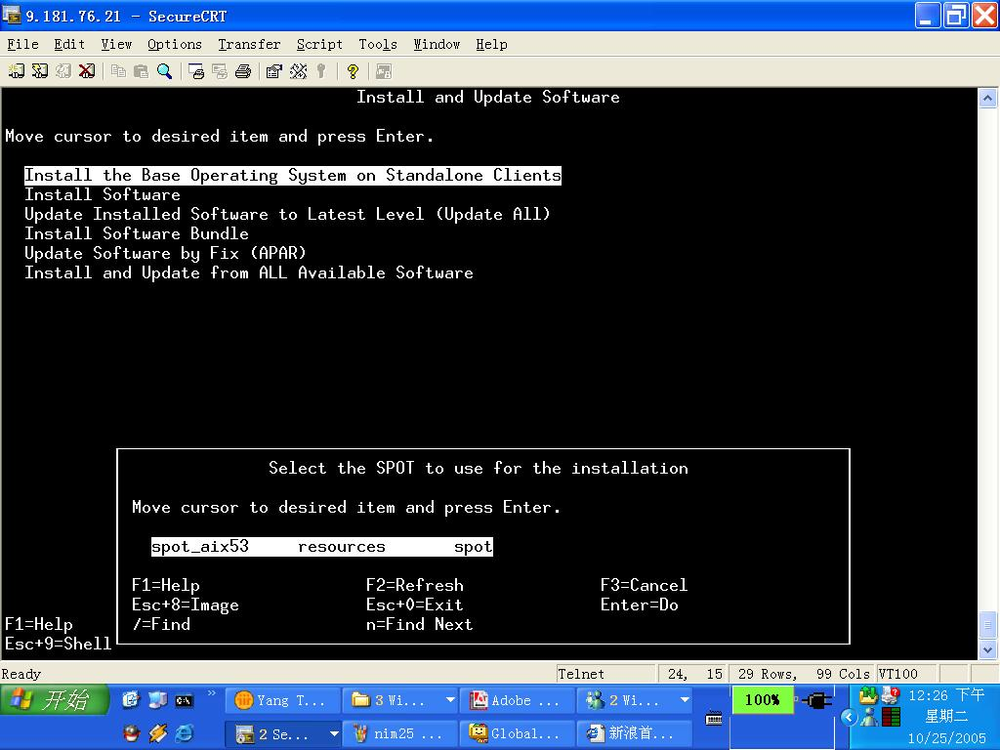 9.181.76.21 - SecureCRT
File Edit View Options Transfer Script Tools Window Help
Install and Update Software
Move cursor to desired item and press Enter.
Install the Base Operating System on Standalone Clients
Install Software
Update Installed Software to Latest Level (Update All)
Install Software Bundle
Update Software by Fix (APAR)
Install and Update from ALL Available Software
Select the SPOT to use for the installation
Move cursor to desired item and press Enter.
spot_aix53 resources spot
F1=Help F2=Refresh F3=Cancel
Esc+8=Image Esc+0=Exit Enter=Do
/=Find n=Find Next
F1=Help
Esc+9=Shell
Ready Telnet 24, 15 29 Rows, 99 Cols VT100
开始 Yang T... 3 Wi... Adobe ... 2 Wi... 100% 12:26 下午
星期二
2 Se... nim25 ... Global... 新浪首... 10/25/2005